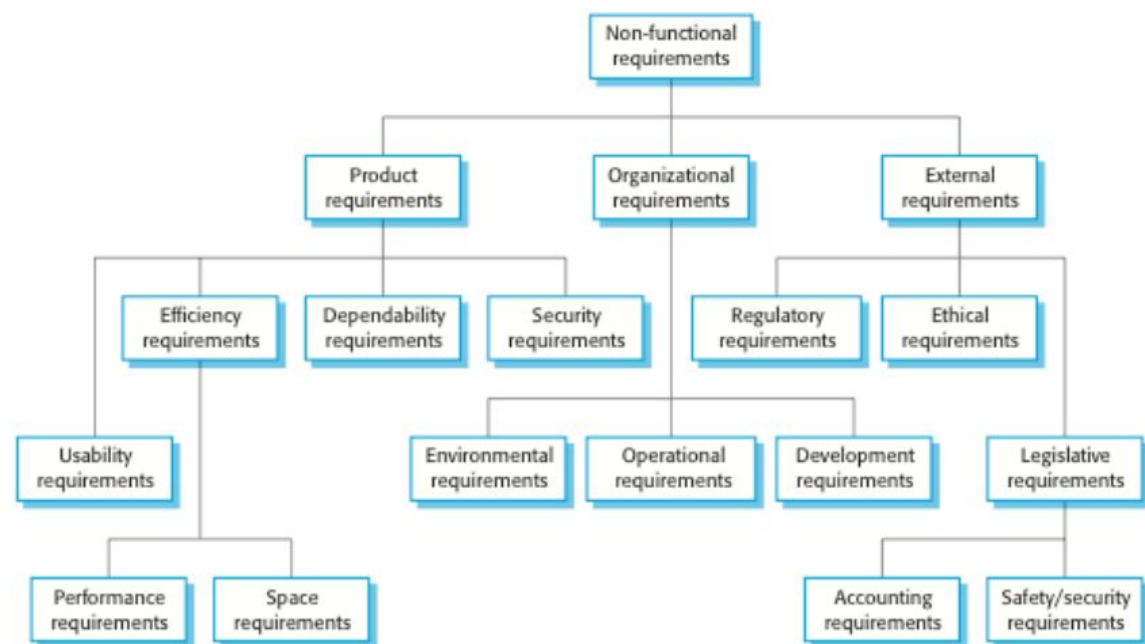 Non-functional
requirements
Product
requirements
Organizational
requirements
External
requirements
Efficiency
requirements
Dependability
requirements
Security
requirements
Regulatory
requirements
Ethical
requirements
Usability
requirements
Environmental
requirements
Operational
requirements
Development
requirements
Legislative
requirements
Performance
requirements
Space
requirements
Accounting
requirements
Safety/security
requirements